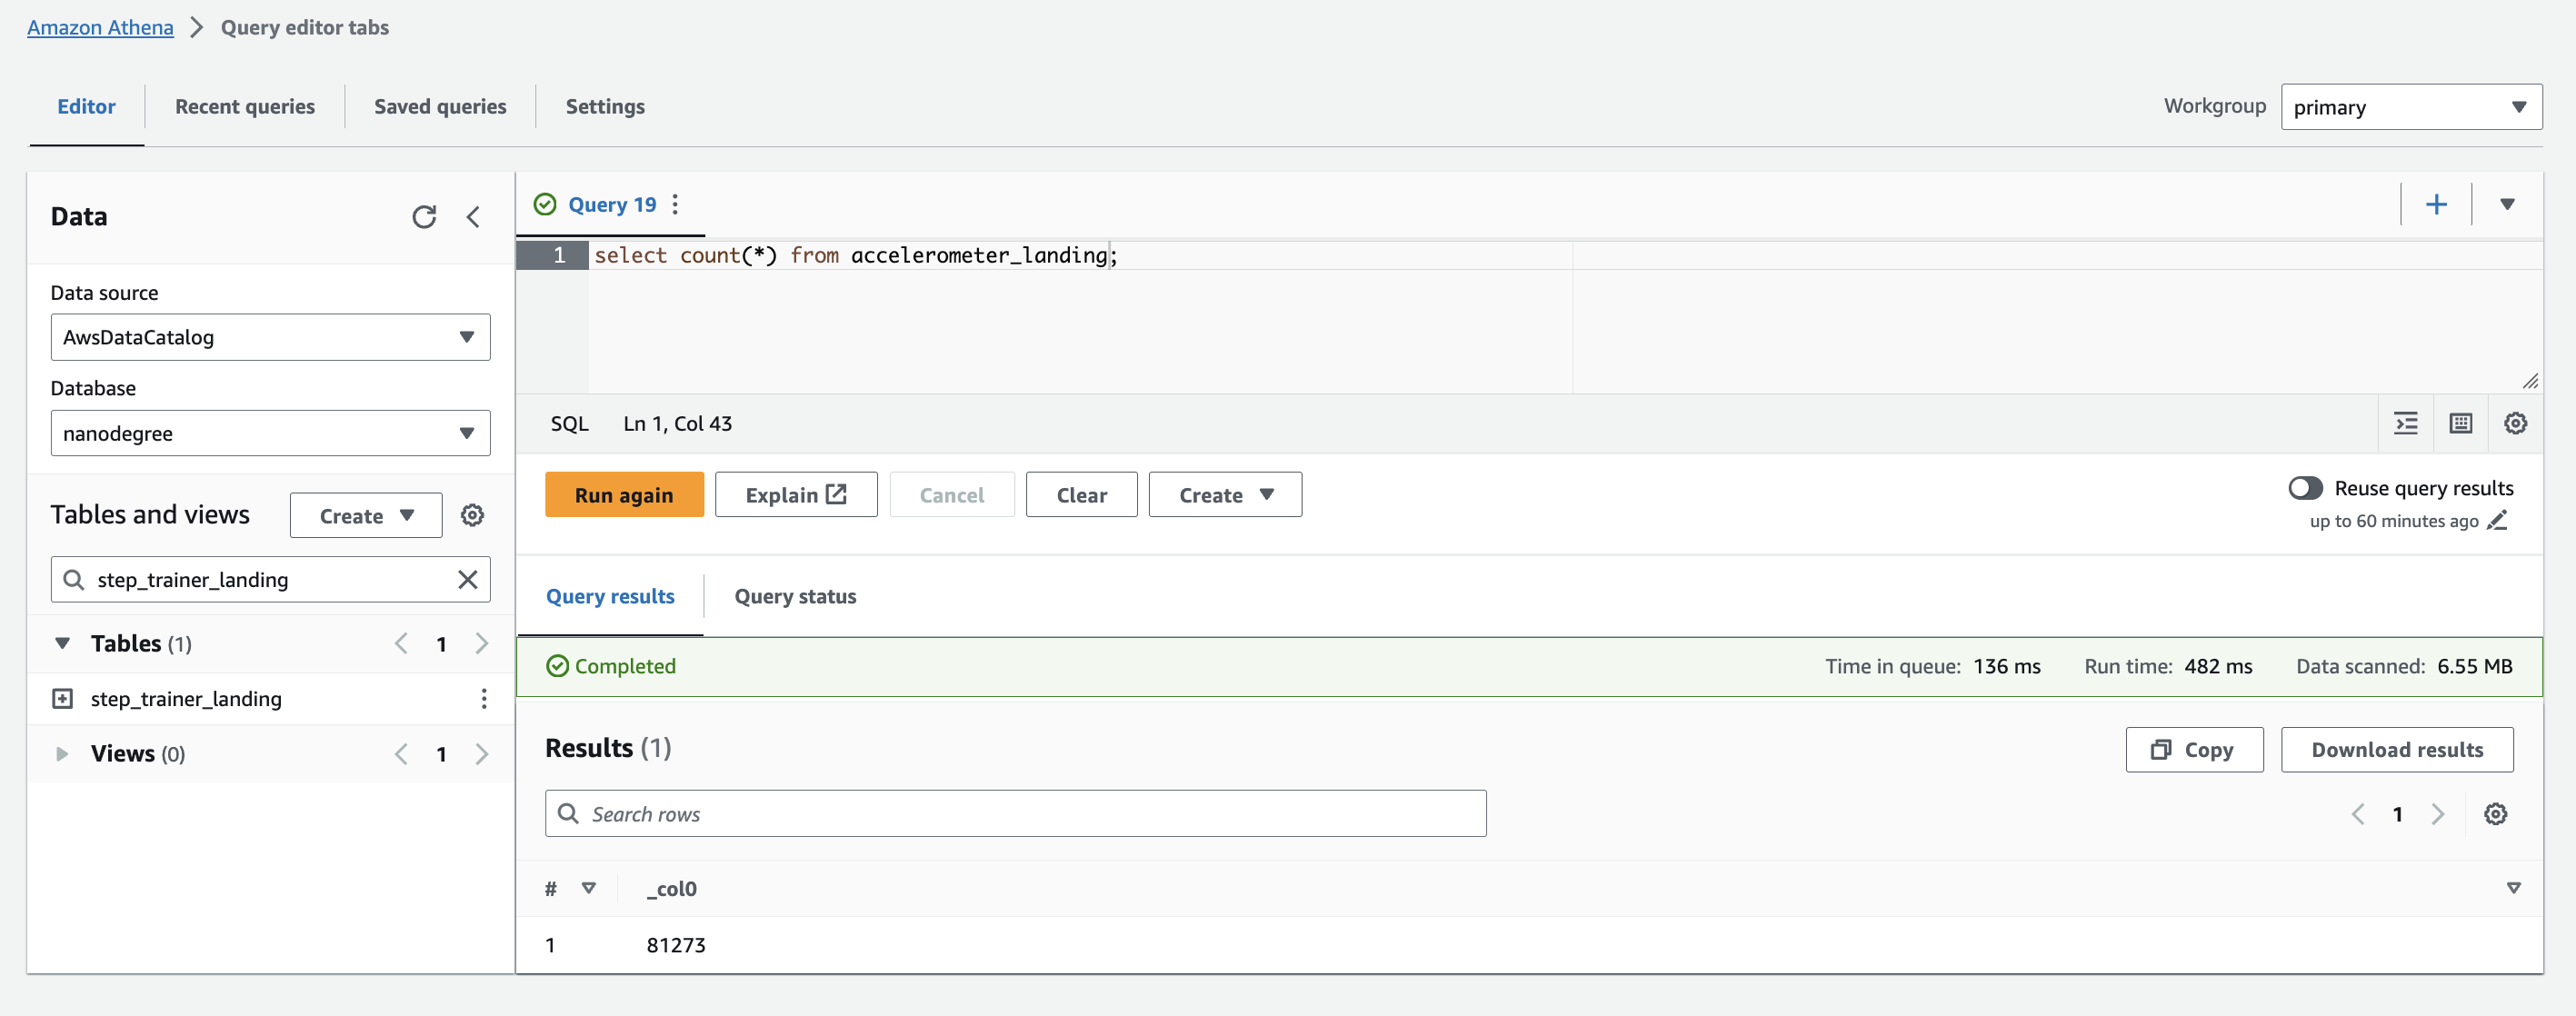 Amazon Athena Query editor tabs
Editor Recent queries Saved queries Settings Workgroup primary
Data
Data source
AwsDataCatalog
Database
nanodegree
Tables and views Create
step_trainer_landing
Tables (1) 1
step_trainer_landing
Views (0) 1
Query 19
1 select count(*) from accelerometer_landing;
SQL Ln 1, Col 43
Run again Explain Cancel Clear Create
Reuse query results
up to 60 minutes ago
Query results Query status
Completed Time in queue: 136 ms Run time: 482 ms Data scanned: 6.55 MB
Results (1) Copy Download results
Search rows 1
# _col0
1 81273